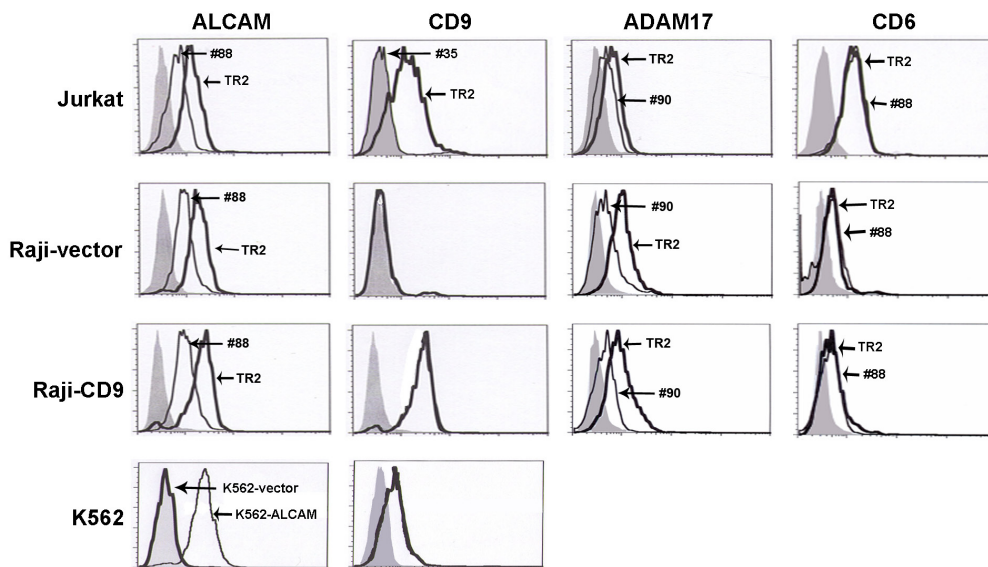 ALCAM CD9 ADAM17 CD6
Jurkat
#88
TR2
#35
TR2
TR2
#90
TR2
#88
Raji-vector
#88
TR2
#90
TR2
TR2
#88
Raji-CD9
#88
TR2
TR2
#90
TR2
#88
K562
K562-vector
K562-ALCAM